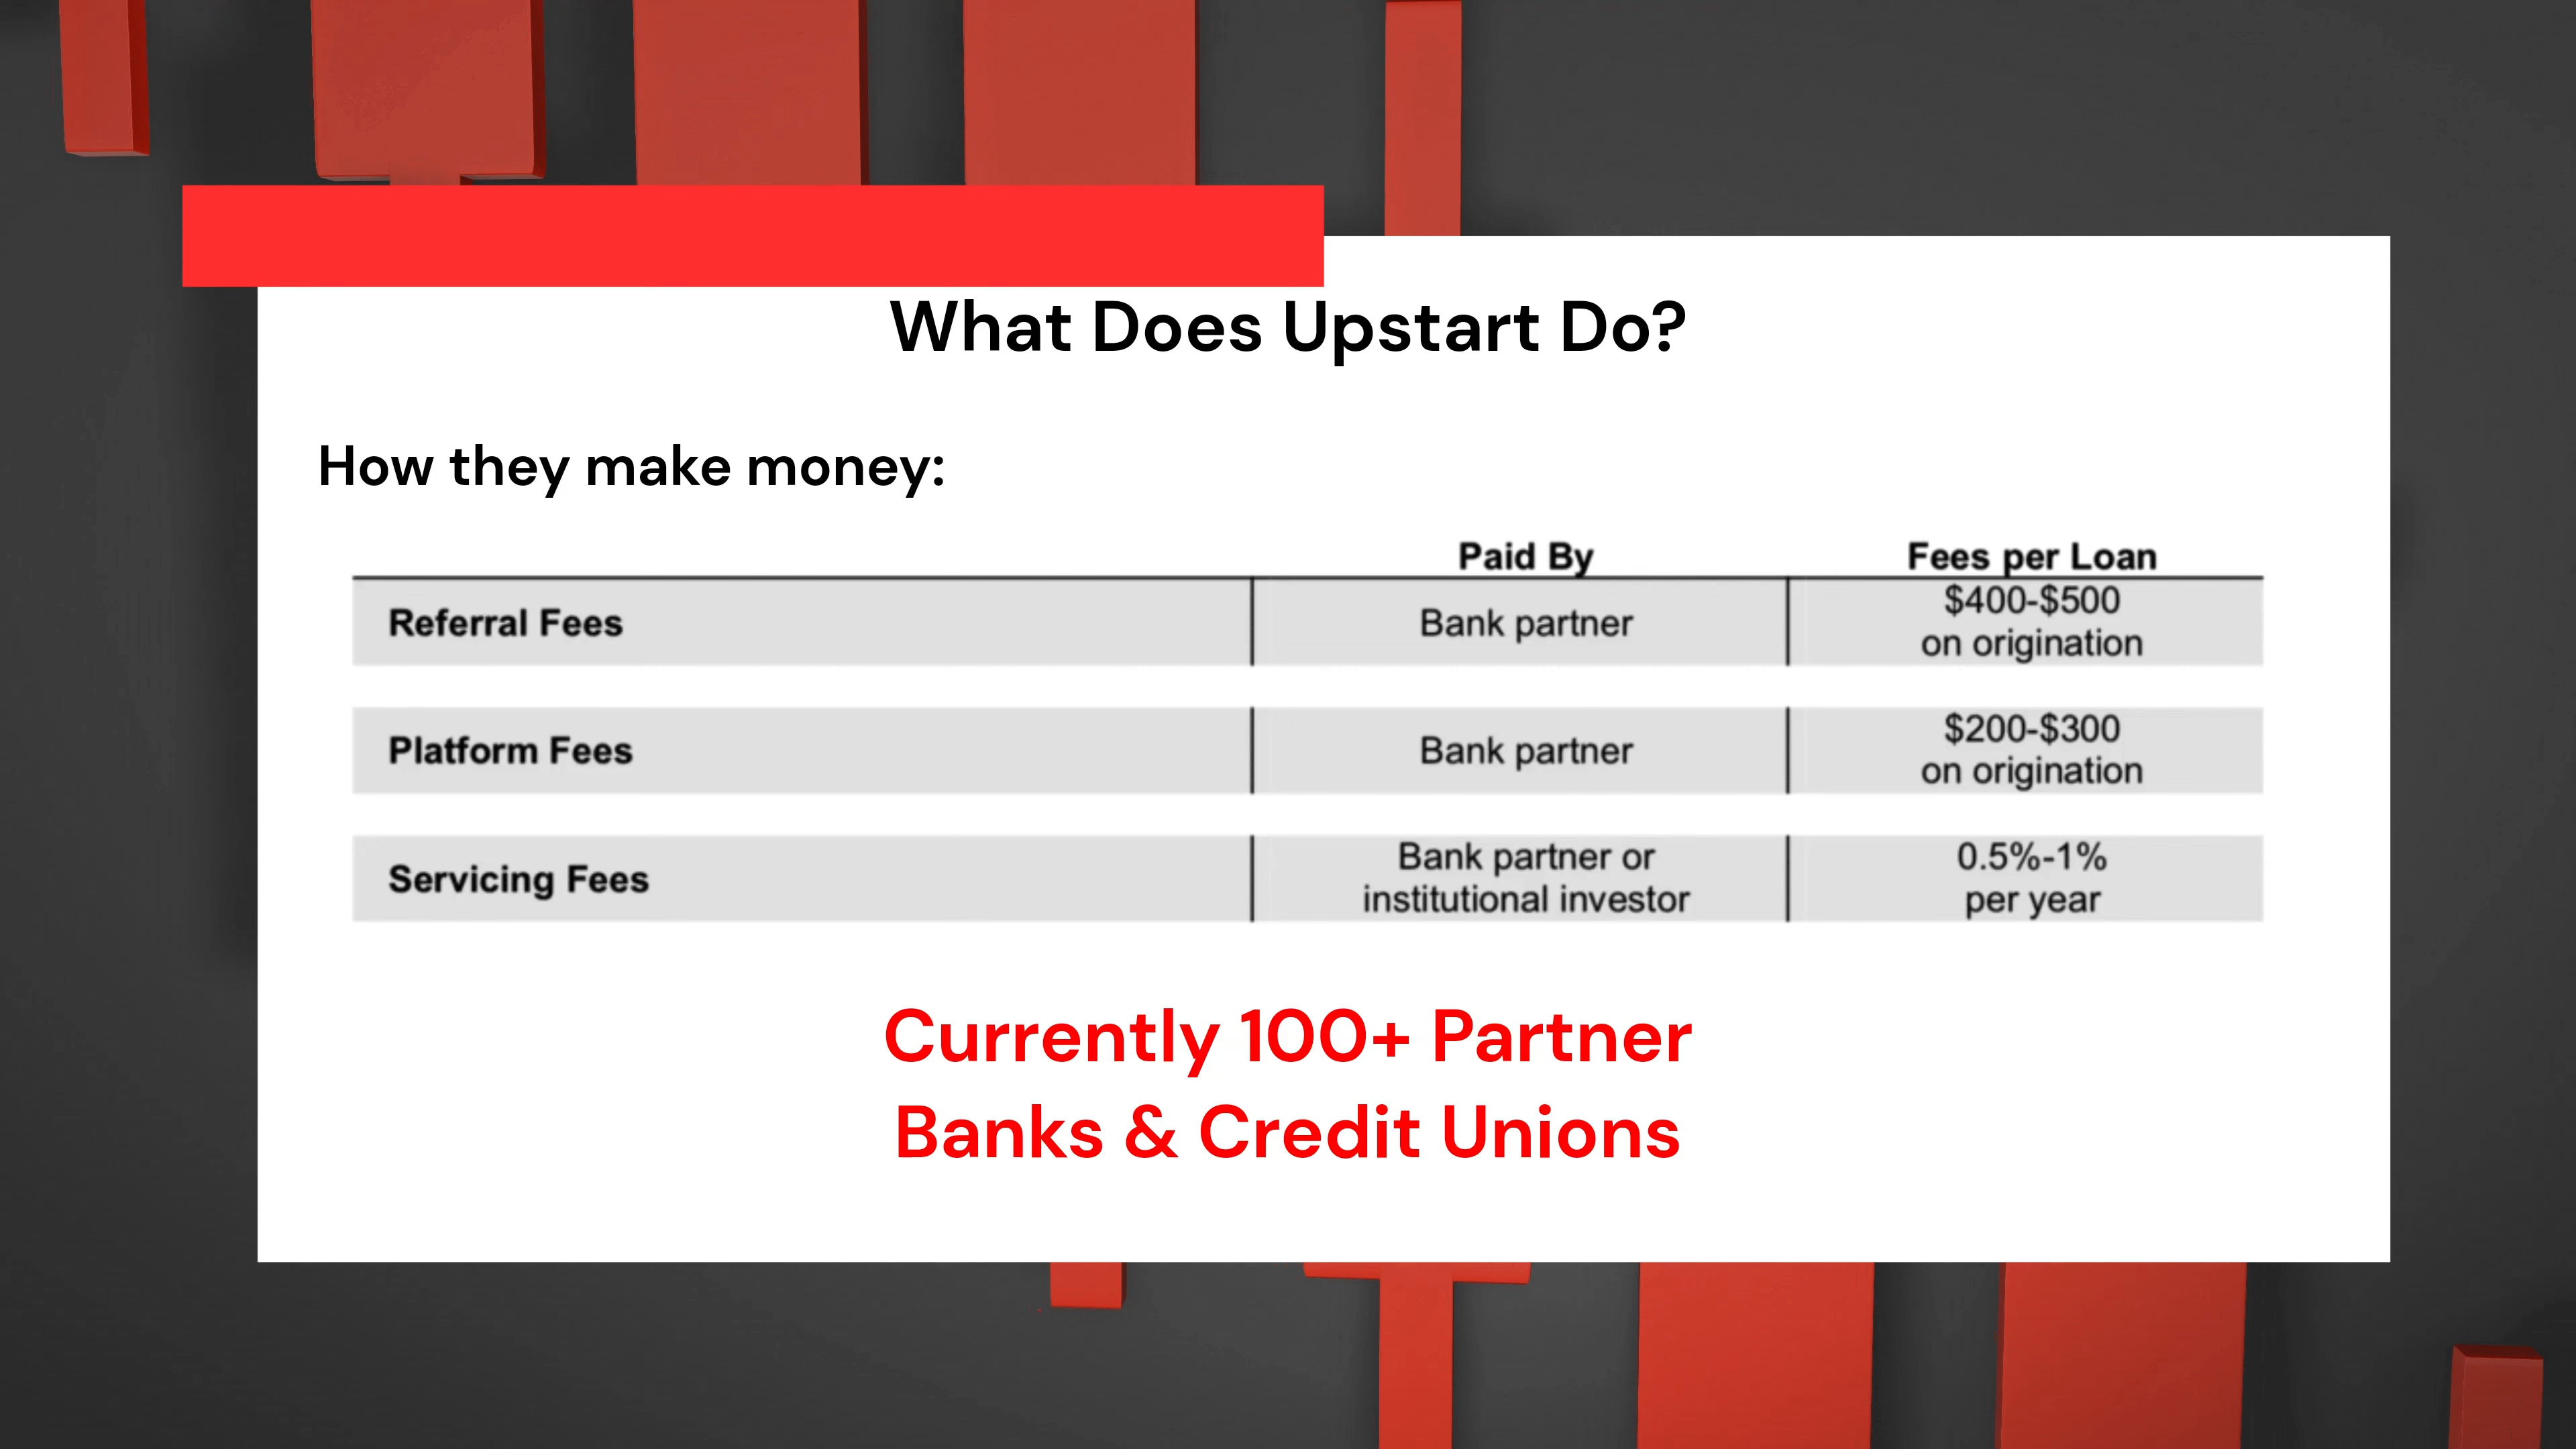 What Does Upstart Do?
How they make money:
Paid By Fees per Loan
Referral Fees Bank partner $400-$500
on origination
Platform Fees Bank partner $200-$300
on origination
Servicing Fees Bank partner or 0.5%-1%
institutional investor per year
Currently 100+ Partner
Banks & Credit Unions